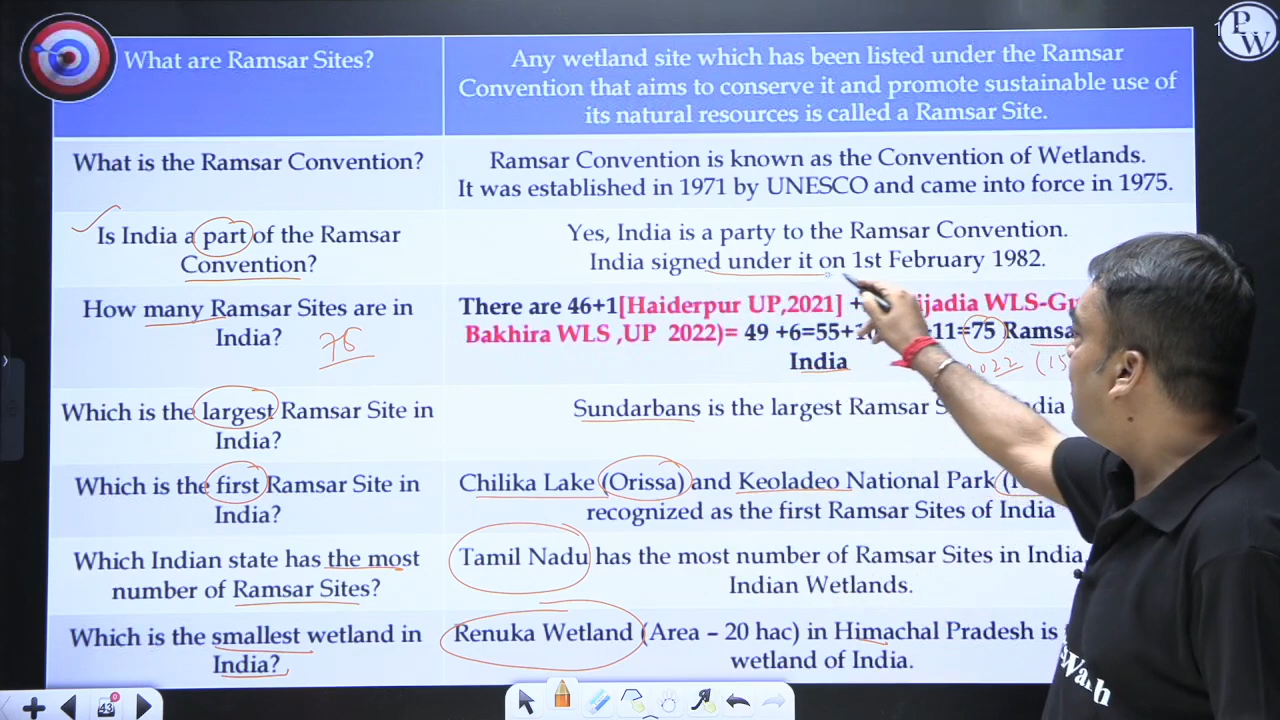 PW
What are Ramsar Sites?
Any wetland site which has been listed under the Ramsar
Convention that aims to conserve it and promote sustainable use of
its natural resources is called a Ramsar Site.
What is the Ramsar Convention?
Ramsar Convention is known as the Convention of Wetlands.
It was established in 1971 by UNESCO and came into force in 1975.
Is India a part of the Ramsar
Convention?
Yes, India is a party to the Ramsar Convention.
India signed under it on 1st February 1982.
How many Ramsar Sites are in
India?
75
There are 46+1[Haiderpur UP,2021] +
WLS-Gu
Bakhira WLS ,UP 2022)= 49 +6=55+
11=75 Ramsa
India
2022 (15
Which is the largest Ramsar Site in
India?
Sundarbans is the largest Ramsar
Which is the first Ramsar Site in
India?
Chilika Lake (Orissa) and Keoladeo National Park
recognized as the first Ramsar Sites of India
Which Indian state has the most
number of Ramsar Sites?
Tamil Nadu has the most number of Ramsar Sites in India.
Indian Wetlands.
Which is the smallest wetland in
India?
Renuka Wetland (Area – 20 hac) in Himachal Pradesh is
wetland of India.
43